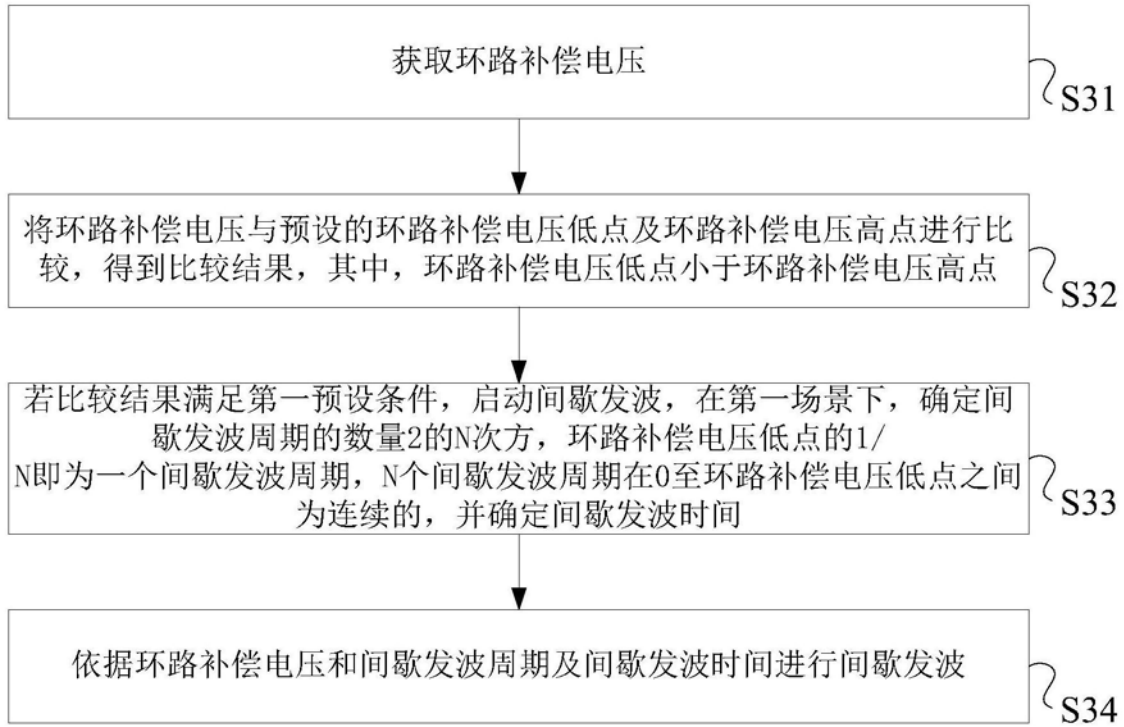 获取环路补偿电压
S31
将环路补偿电压与预设的环路补偿电压低点及环路补偿电压高点进行比
较，得到比较结果，其中，环路补偿电压低点小于环路补偿电压高点
S32
若比较结果满足第一预设条件，启动间歇发波，在第一场景下，确定间
歇发波周期的数量2的N次方，环路补偿电压低点的1/
N即为一个间歇发波周期，N个间歇发波周期在0至环路补偿电压低点之间
为连续的，并确定间歇发波时间
S33
依据环路补偿电压和间歇发波周期及间歇发波时间进行间歇发波
S34